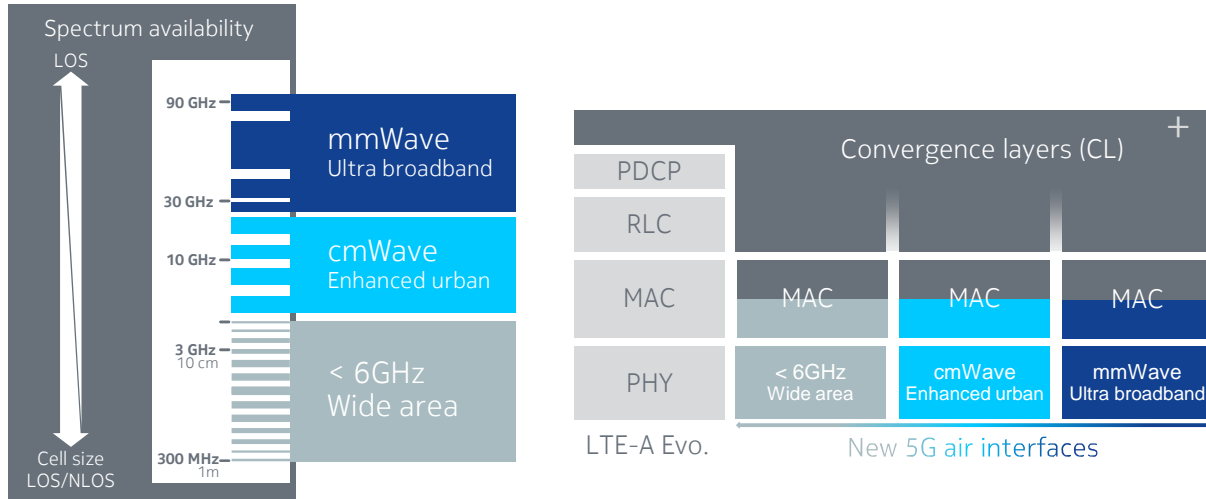 Spectrum availability
LOS
90 GHz
30 GHz
10 GHz
3 GHz
10 cm
300 MHz
1m
Cell size
LOS/NLOS
mmWave
Ultra broadband
cmWave
Enhanced urban
< 6GHz
Wide area
+
Convergence layers (CL)
PDCP
RLC
MAC
MAC
MAC
MAC
PHY
< 6GHz
Wide area
cmWave
Enhanced urban
mmWave
Ultra broadband
LTE-A Evo.
New 5G air interfaces